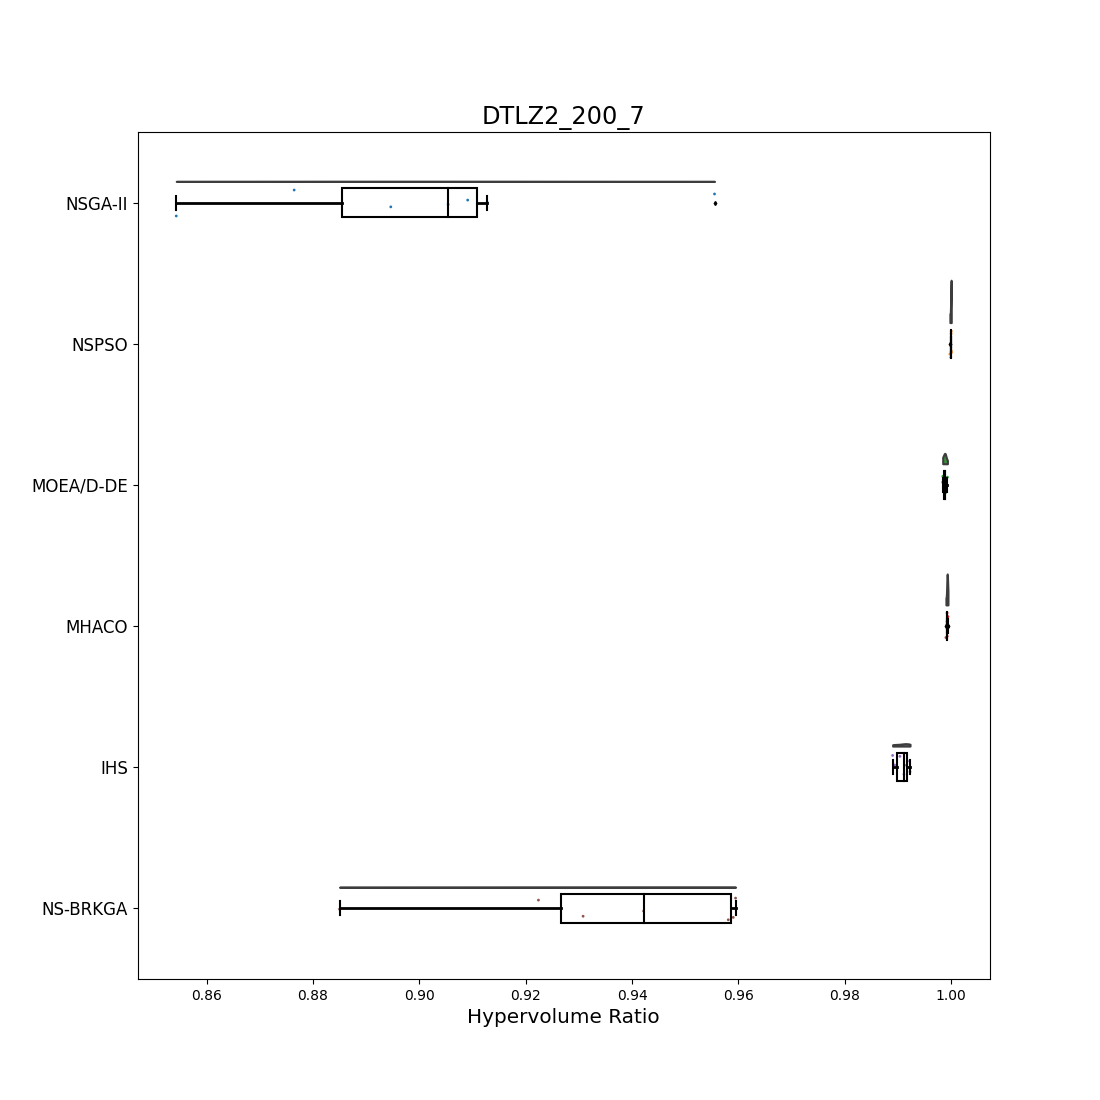 DTLZ2_200_7
NSGA-II
NSPSO
MOEA/D-DE
MHACO
IHS
NS-BRKGA
0.86 0.88 0.90 0.92 0.94 0.96 0.98 1.00
Hypervolume Ratio